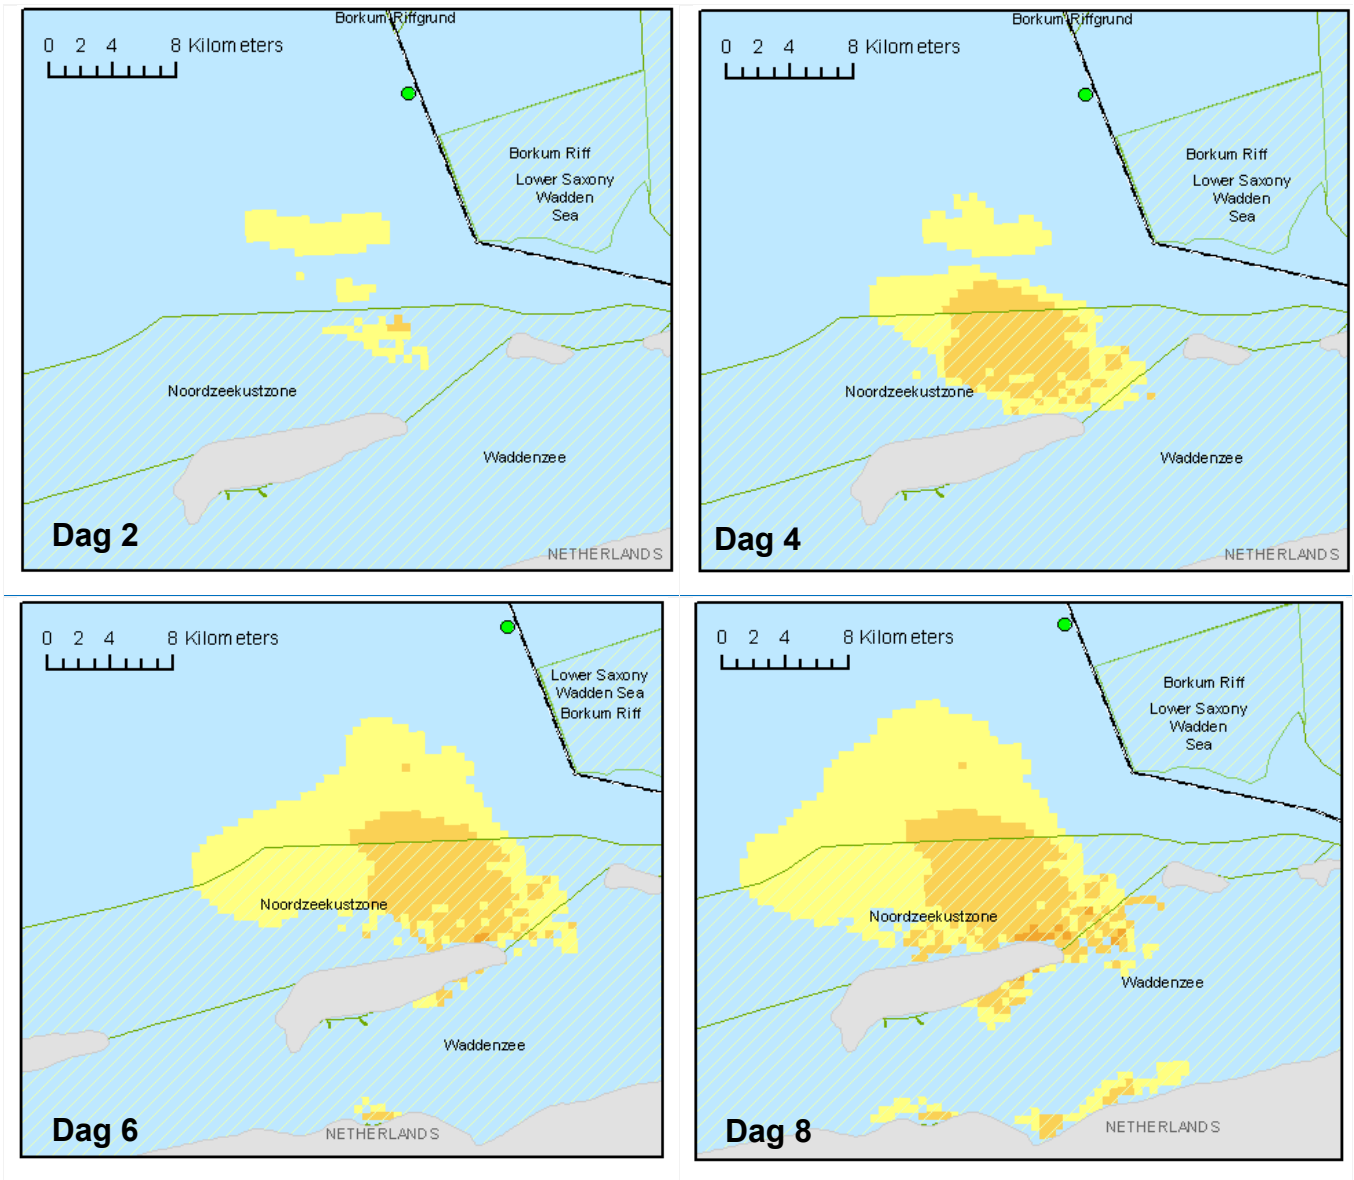 Borkum Riffgrund
0 2 4 8 Kilometers
Borkum Riff
Lower Saxony
Wadden
Sea
Noordzeekustzone
Waddenzee
Dag 2
NETHERLANDS
Borkum Riffgrund
0 2 4 8 Kilometers
Borkum Riff
Lower Saxony
Wadden
Sea
Noordzeekustzone
Waddenzee
Dag 4
NETHERLANDS
0 2 4 8 Kilometers
Lower Saxony
Wadden Sea
Borkum Riff
Noordzeekustzone
Waddenzee
Dag 6
NETHERLANDS
0 2 4 8 Kilometers
Borkum Riff
Lower Saxony
Wadden
Sea
Noordzeekustzone
Waddenzee
Dag 8
NETHERLANDS